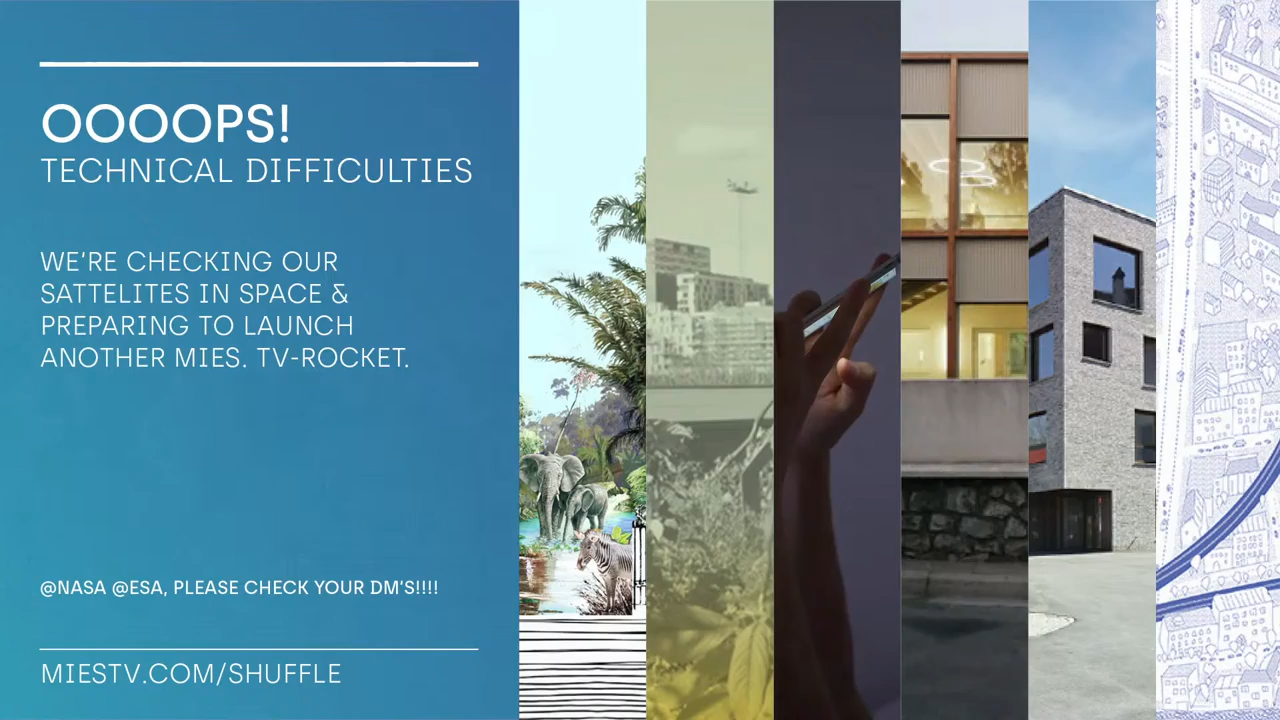 OOOOPS!
TECHNICAL DIFFICULTIES
WE'RE CHECKING OUR
SATTELITES IN SPACE &
PREPARING TO LAUNCH
ANOTHER MIES. TV-ROCKET.
@NASA @ESA, PLEASE CHECK YOUR DM'S!!!!
MIESTV.COM/SHUFFLE